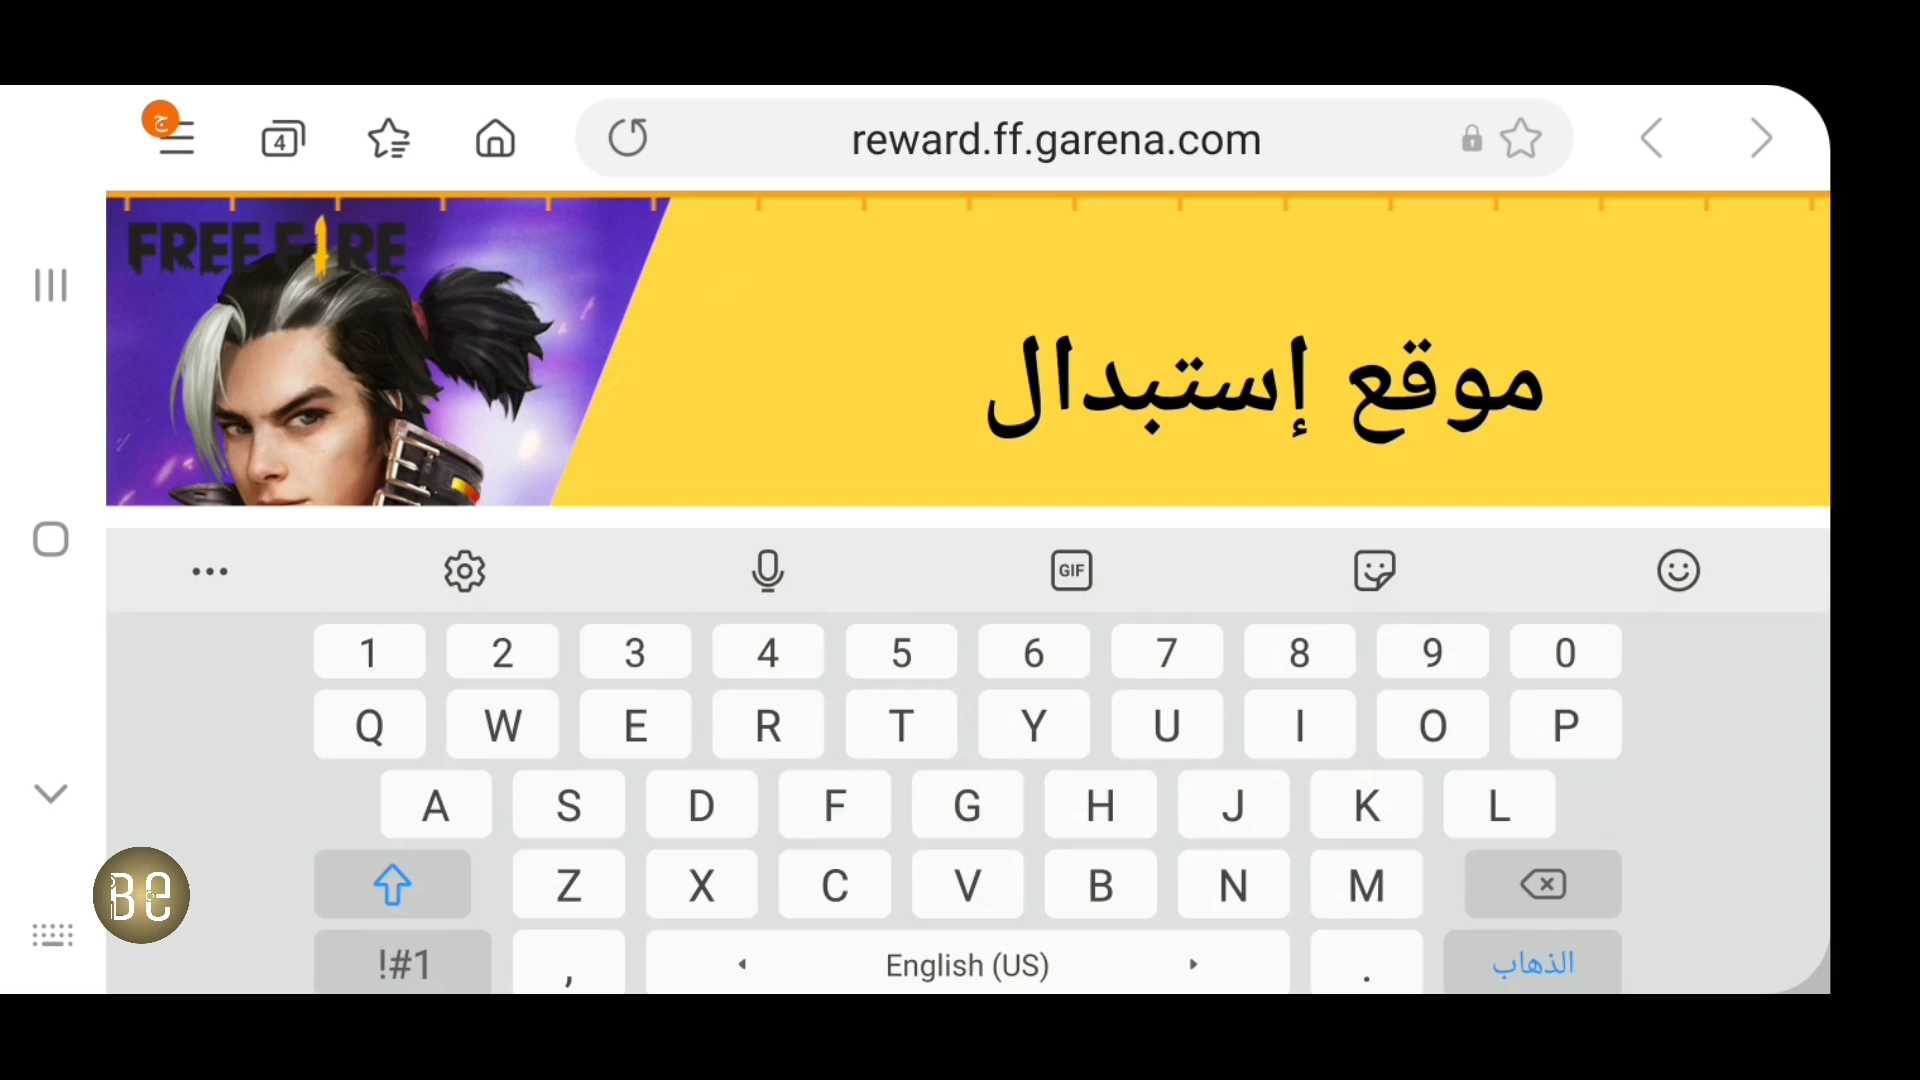 ج
4
reward.ff.garena.com
FREE FIRE
موقع إستبدال
GIF
1 2 3 4 5 6 7 8 9 0
Q W E R T Y U I O P
A S D F G H J K L
Z X C V B N M
!#1 , English (US) . الذهاب
Be